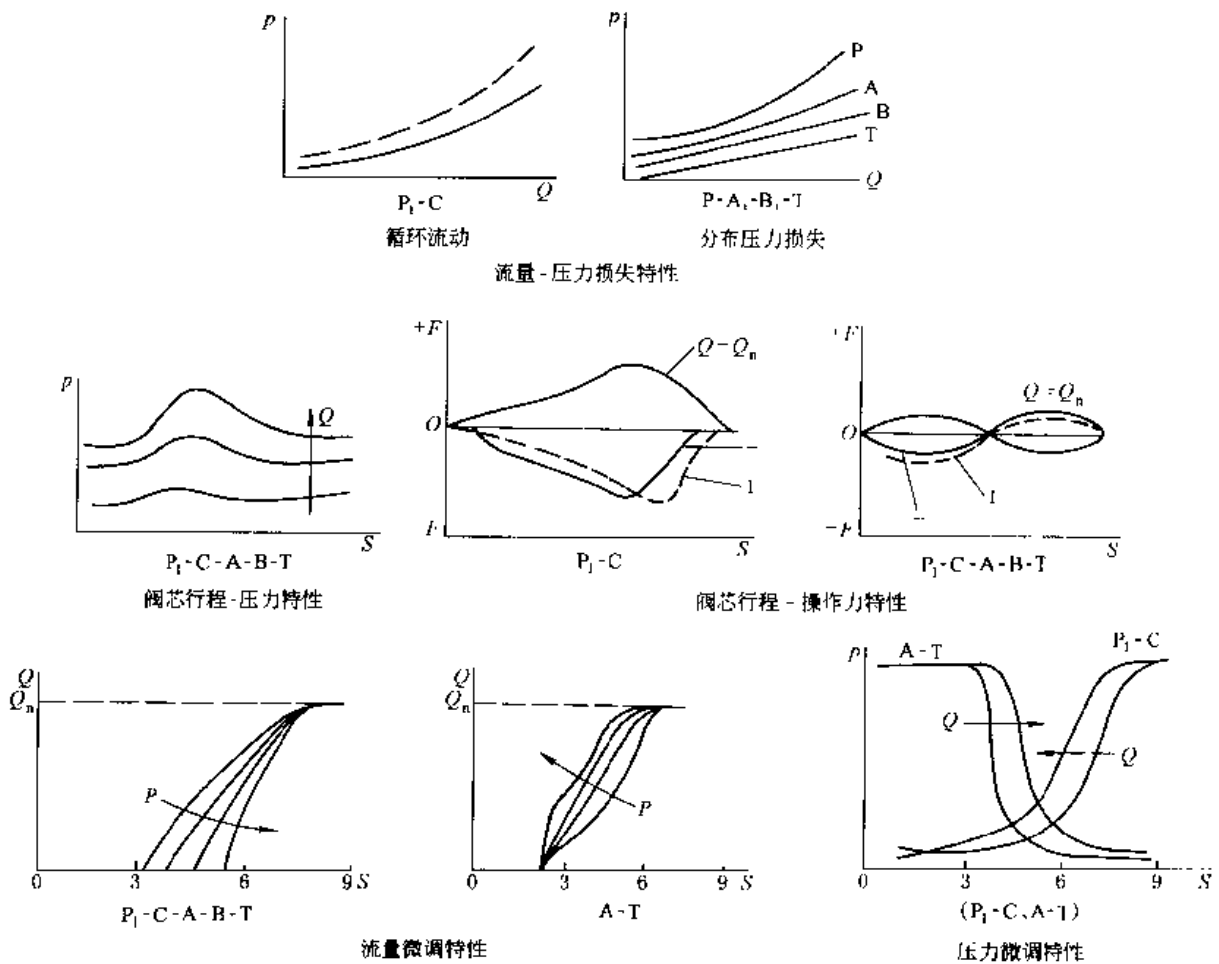 p
Q
P₁-C
循环流动
p
P
A
B
T
Q
P-A₁-B₁-T
分布压力损失
流量-压力损失特性
p
Q
S
P₁-C-A-B-T
阀芯行程-压力特性
+F
Q=Qₙ
O
1
F
S
P₁-C
+F
Q=Qₙ
O
1
-F
S
P₁-C-A-B-T
阀芯行程-操作力特性
Q
Qₙ
P
0 3 6 9 S
P₁-C-A-B-T
Q
Qₙ
P
0 3 6 9 S
A-T
流量微调特性
p
A-T
P₁-C
Q
Q
0 3 6 9 S
(P₁-C、A-T)
压力微调特性